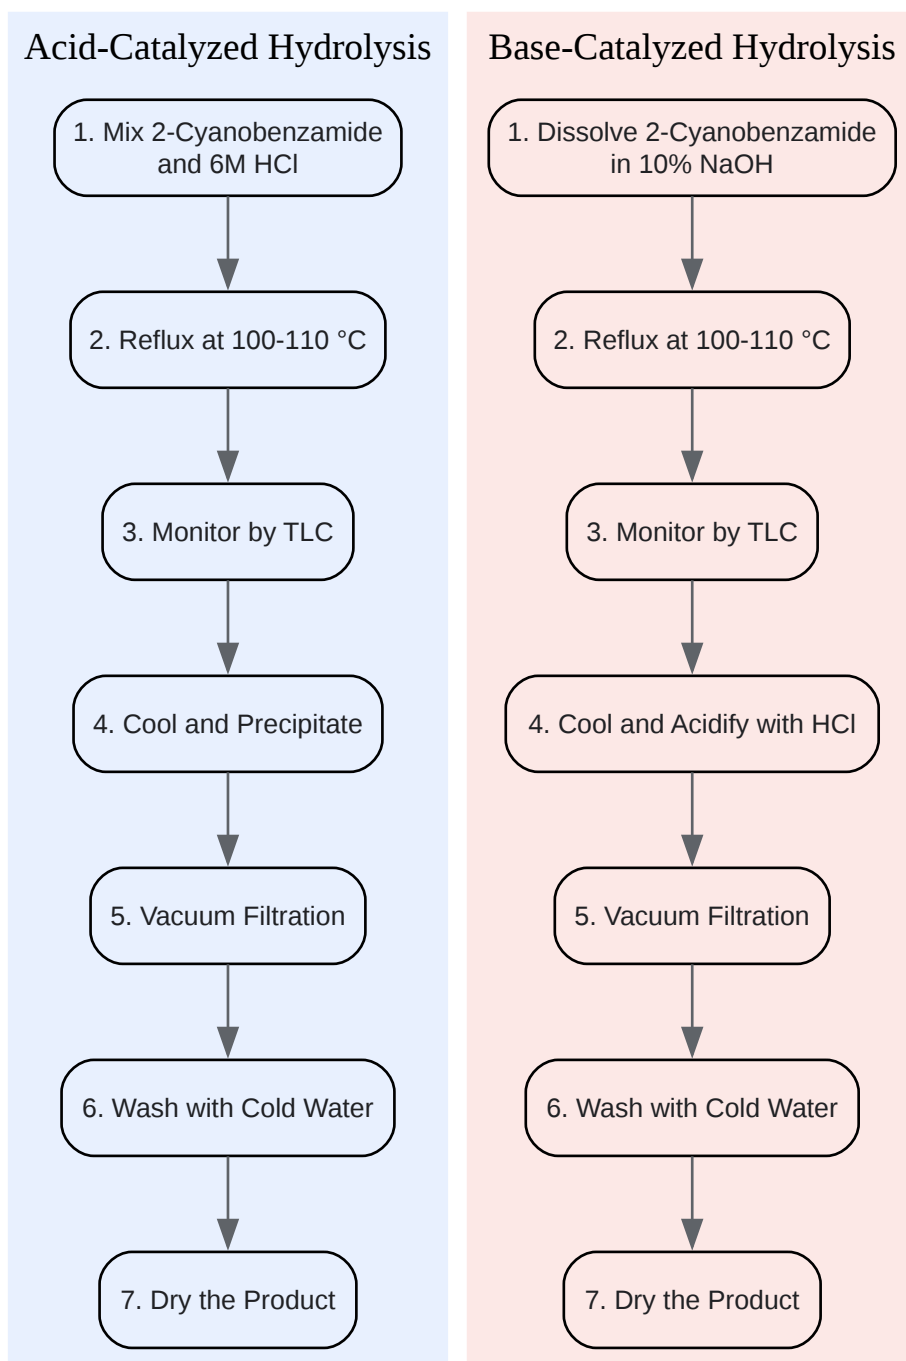 Acid-Catalyzed Hydrolysis
1. Mix 2-Cyanobenzamide
and 6M HCl
2. Reflux at 100-110 °C
3. Monitor by TLC
4. Cool and Precipitate
5. Vacuum Filtration
6. Wash with Cold Water
7. Dry the Product
Base-Catalyzed Hydrolysis
1. Dissolve 2-Cyanobenzamide
in 10% NaOH
2. Reflux at 100-110 °C
3. Monitor by TLC
4. Cool and Acidify with HCl
5. Vacuum Filtration
6. Wash with Cold Water
7. Dry the Product